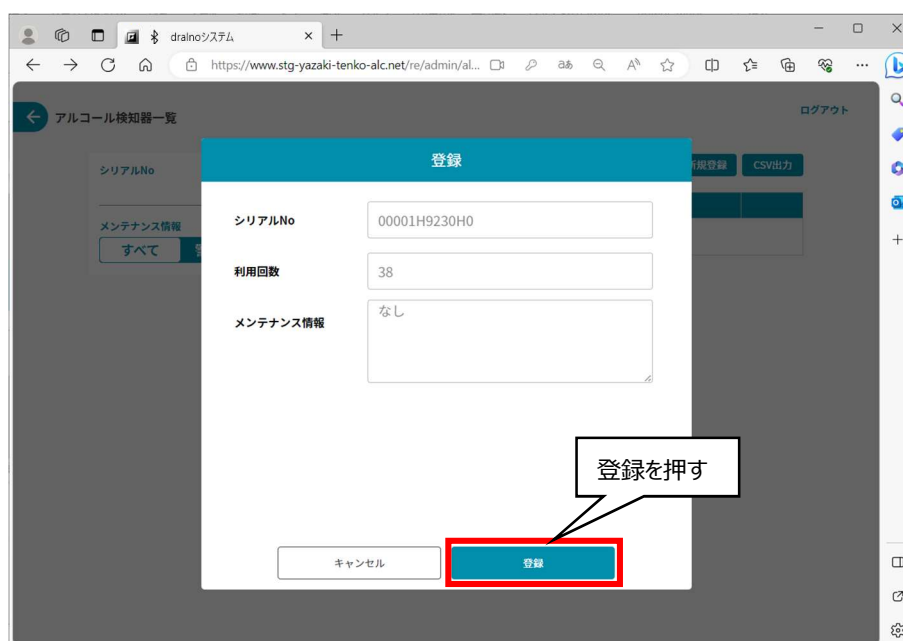 dralnoシステム
https://www.stg-yazaki-tenko-alc.net/re/admin/al...
アルコール検知器一覧
ログアウト
登録
シリアルNo
新規登録
CSV出力
シリアルNo
00001H9230H0
メンテナンス情報
すべて
利用回数
38
メンテナンス情報
なし
登録を押す
キャンセル
登録